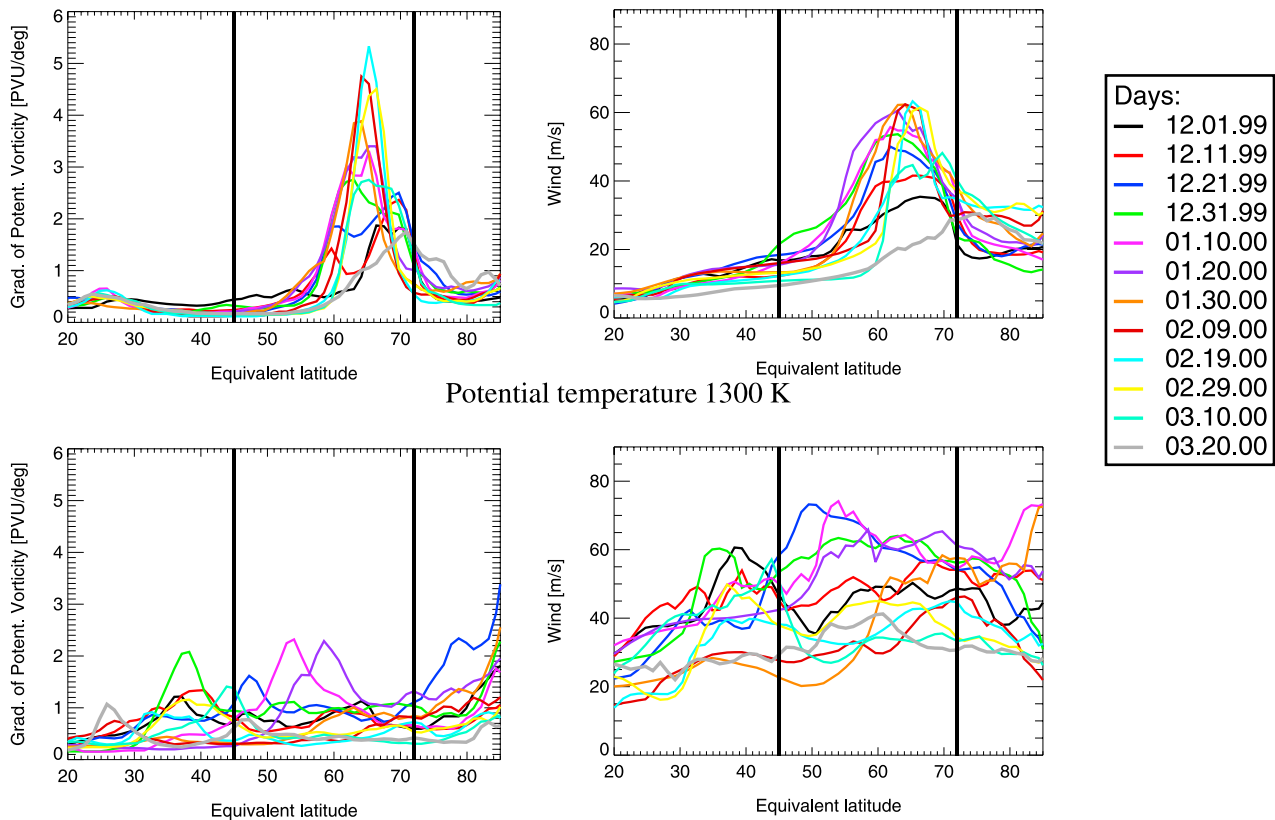 Grad. of Potent. Vorticity [PVU/deg]
6
5
4
3
2
1
0
20 30 40 50 60 70 80
Equivalent latitude
Wind [m/s]
80
60
40
20
0
20 30 40 50 60 70 80
Equivalent latitude
Days:
12.01.99
12.11.99
12.21.99
12.31.99
01.10.00
01.20.00
01.30.00
02.09.00
02.19.00
02.29.00
03.10.00
03.20.00
Potential temperature 1300 K
Grad. of Potent. Vorticity [PVU/deg]
6
5
4
3
2
1
0
20 30 40 50 60 70 80
Equivalent latitude
Wind [m/s]
80
60
40
20
0
20 30 40 50 60 70 80
Equivalent latitude